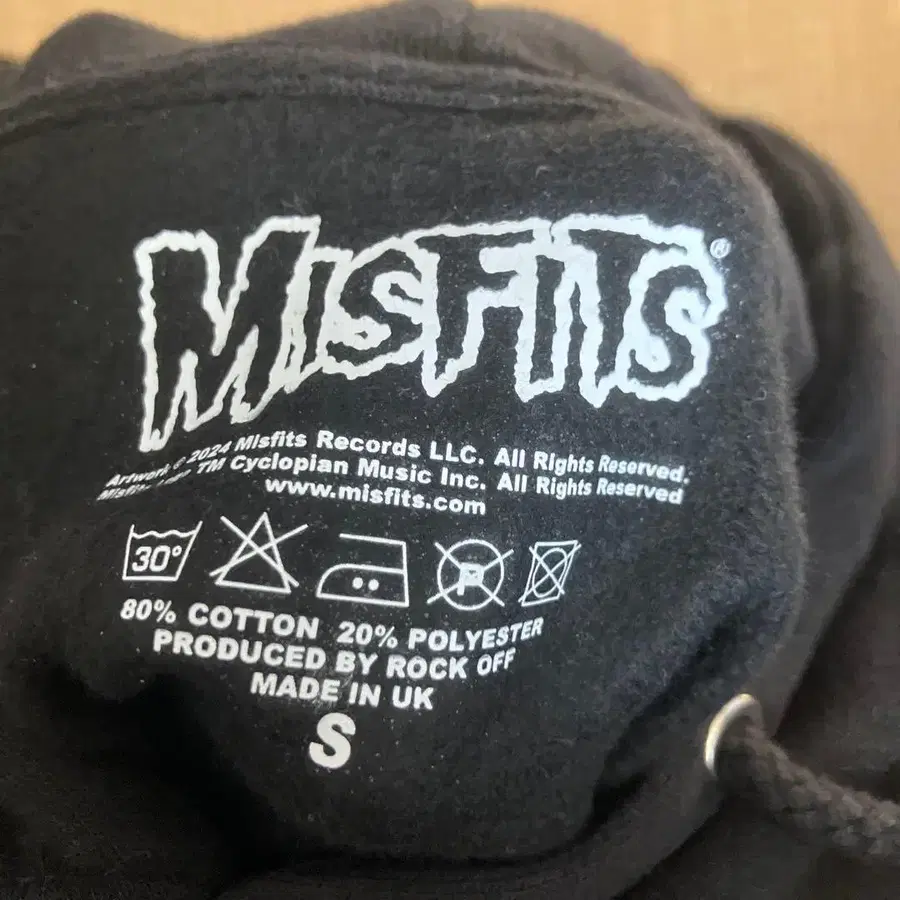 MISFITS®
Artwork © 2024 Misfits Records LLC. All Rights Reserved.
Misfits TM Cyclopian Music Inc. All Rights Reserved
www.misfits.com
30°
P
80% COTTON 20% POLYESTER
PRODUCED BY ROCK OFF
MADE IN UK
S